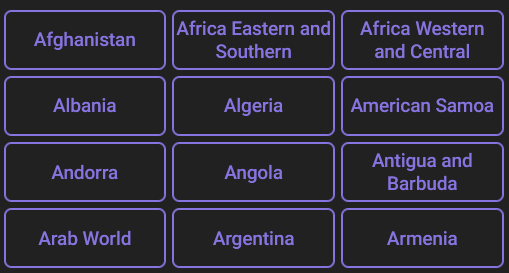 Afghanistan
Africa Eastern and
Southern
Africa Western
and Central
Albania
Algeria
American Samoa
Andorra
Angola
Antigua and
Barbuda
Arab World
Argentina
Armenia